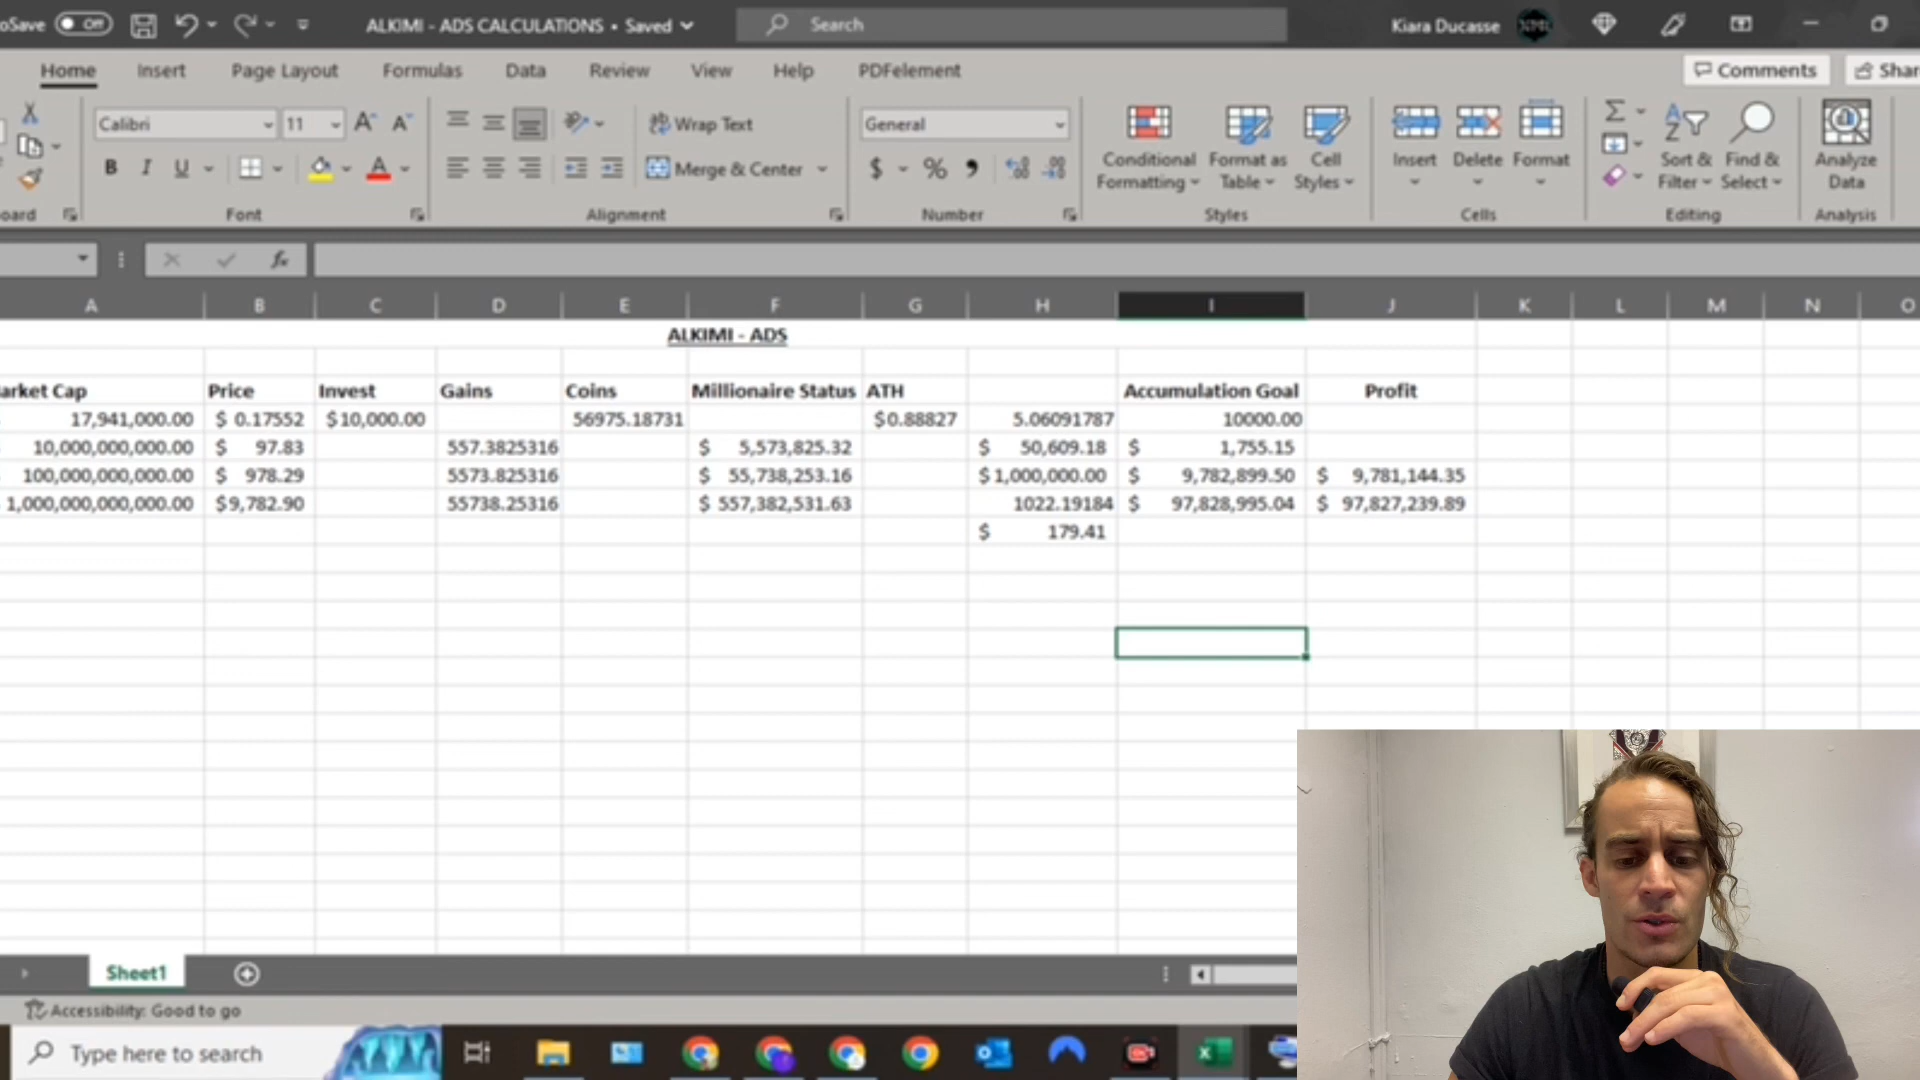 oSave Off ALKIMI - ADS CALCULATIONS • Saved Search Kiara Ducasse
Home Insert Page Layout Formulas Data Review View Help PDFelement Comments Shar
Calibri 11 A A Wrap Text General
B I U A Merge & Center $ % , Conditional Formatting Format as Table Cell Styles Insert Delete Format Sort & Filter Find & Select Analyze Data
oard Font Alignment Number Styles Cells Editing Analysis
fx
A B C D E F G H I J K L M N O
ALKIMI - ADS
arket Cap Price Invest Gains Coins Millionaire Status ATH Accumulation Goal Profit
17,941,000.00 $ 0.17552 $10,000.00 56975.18731 $0.88827 5.06091787 10000.00
10,000,000,000.00 $ 97.83 557.3825316 $ 5,573,825.32 $ 50,609.18 $ 1,755.15
100,000,000,000.00 $ 978.29 5573.825316 $ 55,738,253.16 $1,000,000.00 $ 9,782,899.50 $ 9,781,144.35
1,000,000,000,000.00 $9,782.90 55738.25316 $ 557,382,531.63 1022.19184 $ 97,828,995.04 $ 97,827,239.89
$ 179.41
Sheet1
Accessibility: Good to go
Type here to search